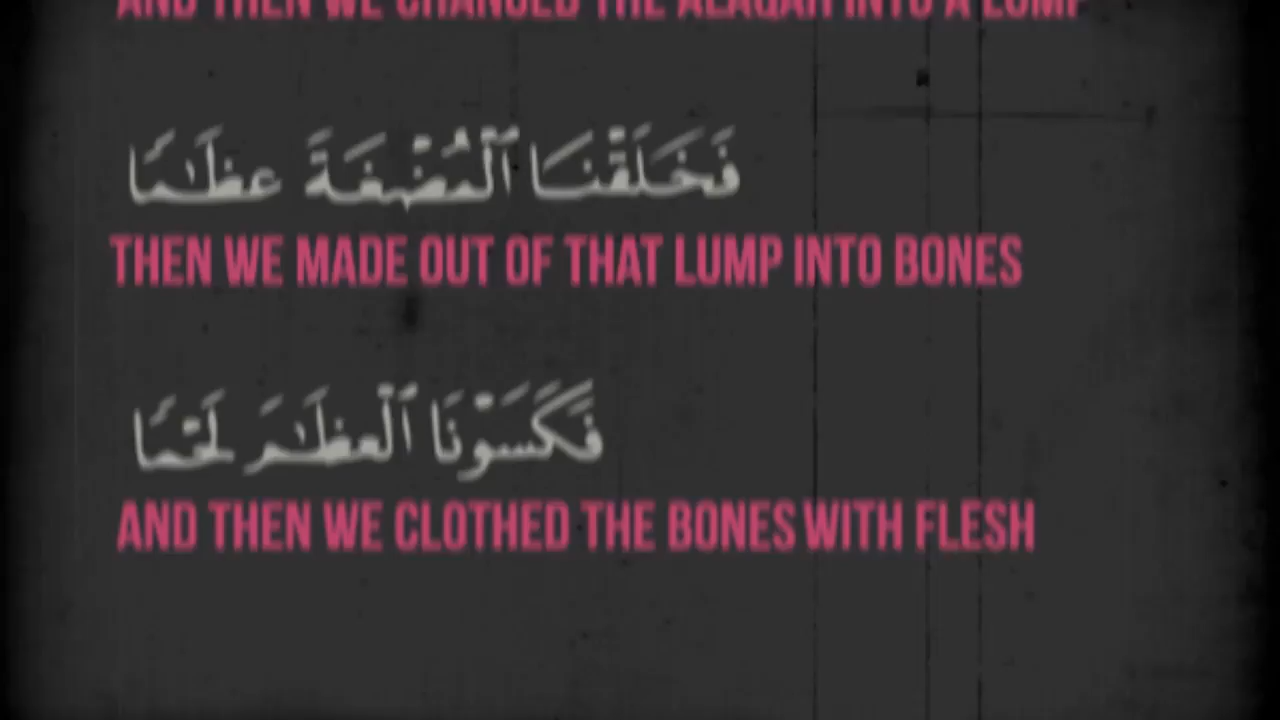 AND THEN WE CHANGED THE ALAQAH INTO A LUMP
فَخَلَقْنَا ٱلْمُضْغَةَ عِظَـٰمًا
THEN WE MADE OUT OF THAT LUMP INTO BONES
فَكَسَوْنَا ٱلْعِظَـٰمَ لَحْمًا
AND THEN WE CLOTHED THE BONES WITH FLESH